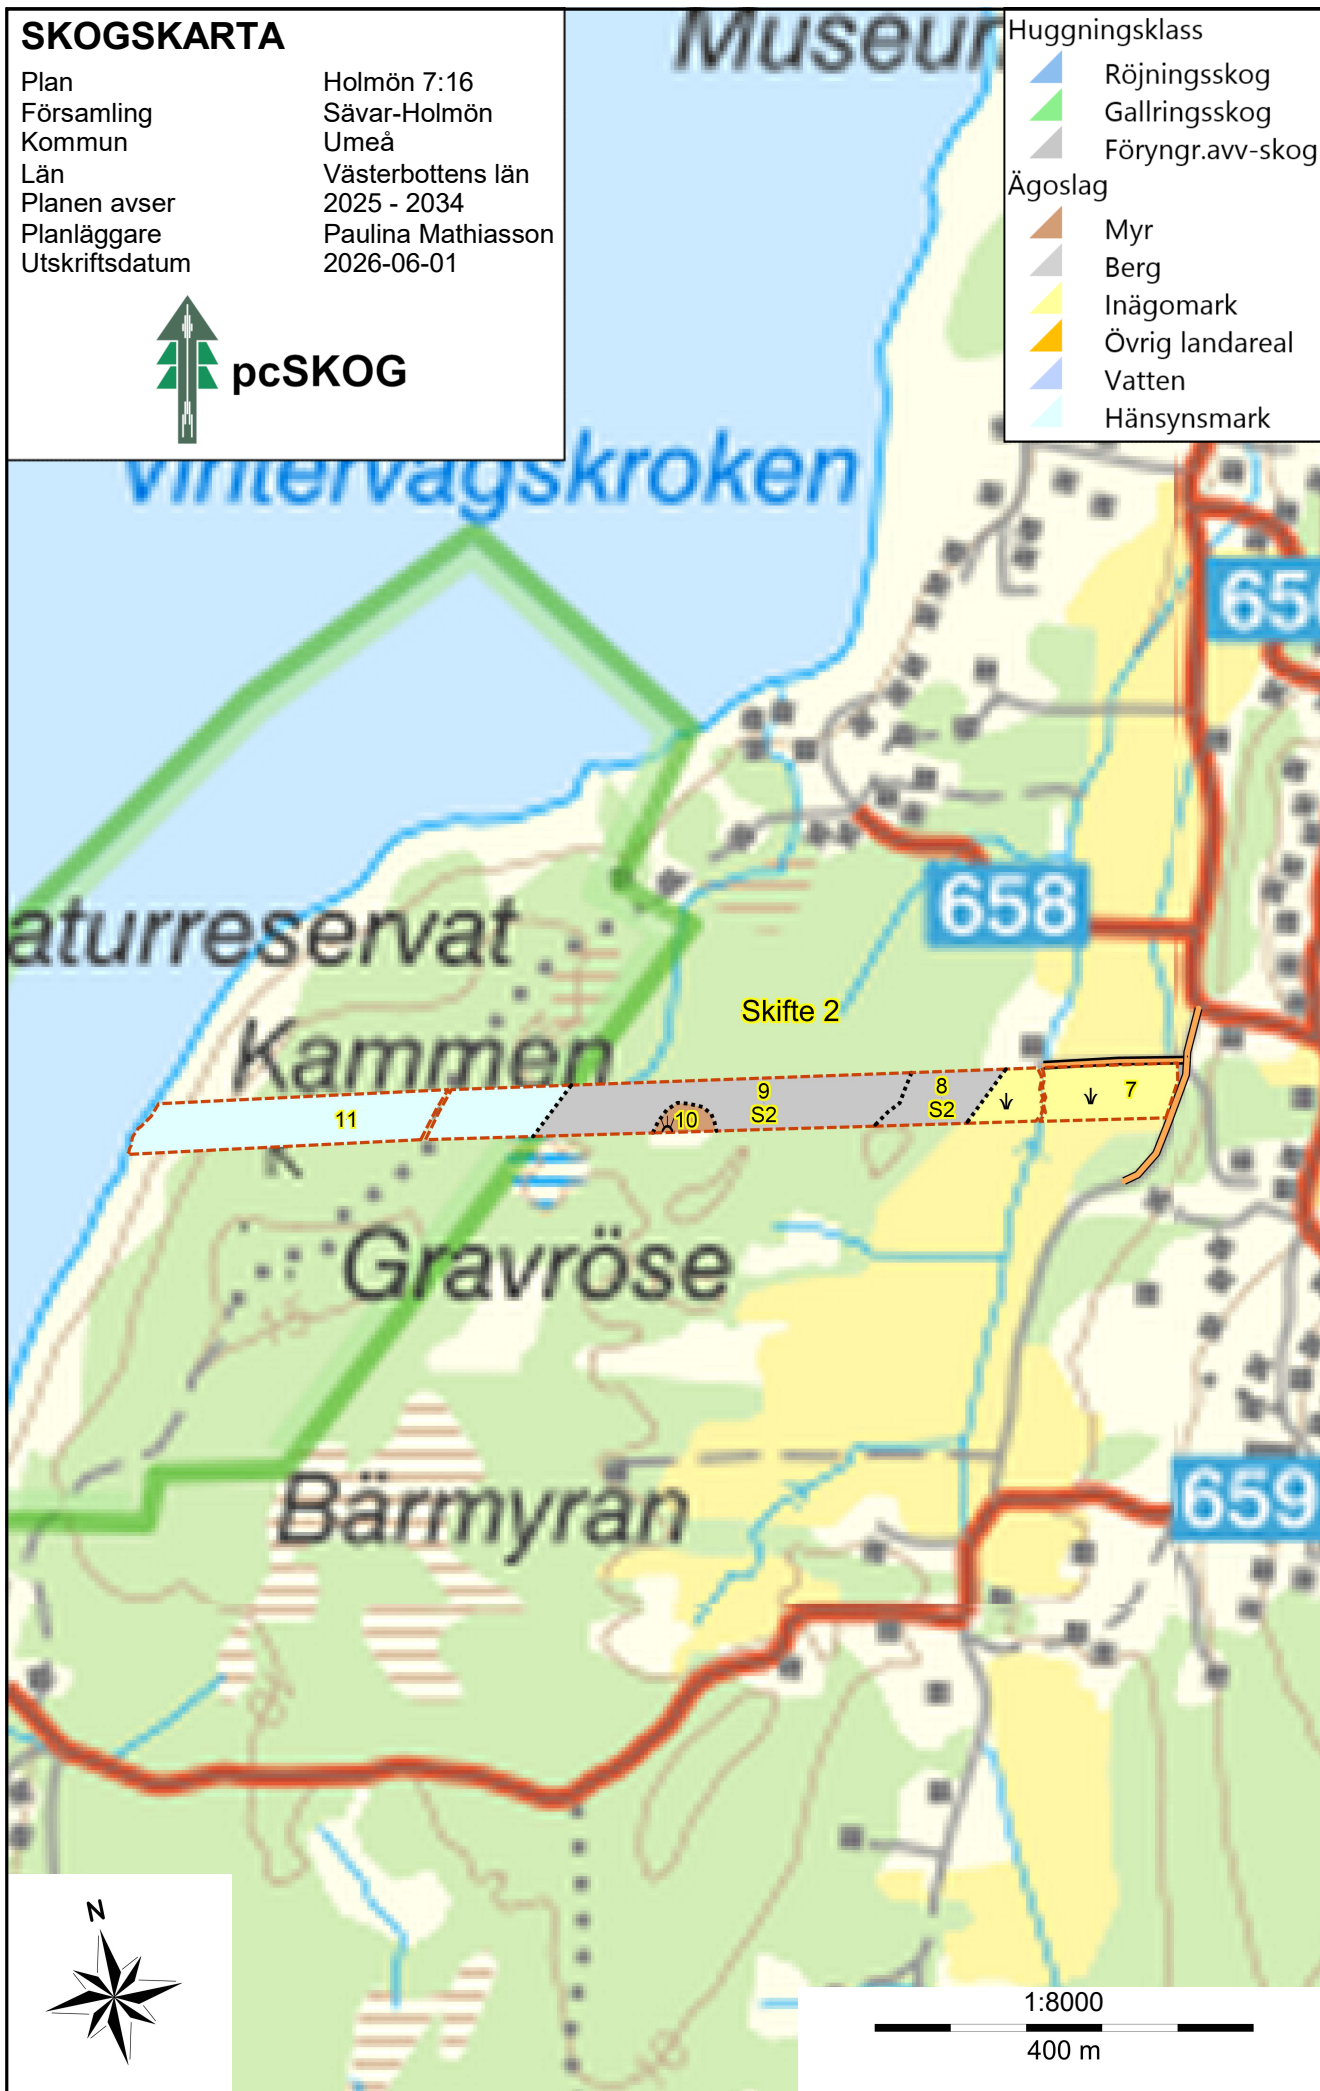 SKOGSKARTA
Plan Holmön 7:16
Församling Sävar-Holmön
Kommun Umeå
Län Västerbottens län
Planen avser 2025 - 2034
Planläggare Paulina Mathiasson
Utskriftsdatum 2026-06-01
pcSKOG
Huggningsklass
Röjningsskog
Gallringsskog
Föryngr.avv-skog
Ägoslag
Myr
Berg
Inägomark
Övrig landareal
Vatten
Hänsynsmark
Museum
Vintervägskroken
656
658
aturreservat
Skifte 2
Kammen
11
10
9
S2
8
S2
7
K
Gravröse
Bärmyran
659
N
1:8000
400 m